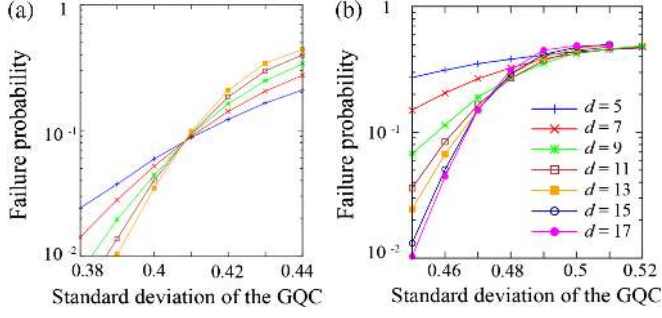 (a)
1
10⁻¹
10⁻²
Failure probability
0.38 0.4 0.42 0.44
Standard deviation of the GQC
(b)
1
10⁻¹
10⁻²
Failure probability
d = 5
d = 7
d = 9
d = 11
d = 13
d = 15
d = 17
0.46 0.48 0.5 0.52
Standard deviation of the GQC